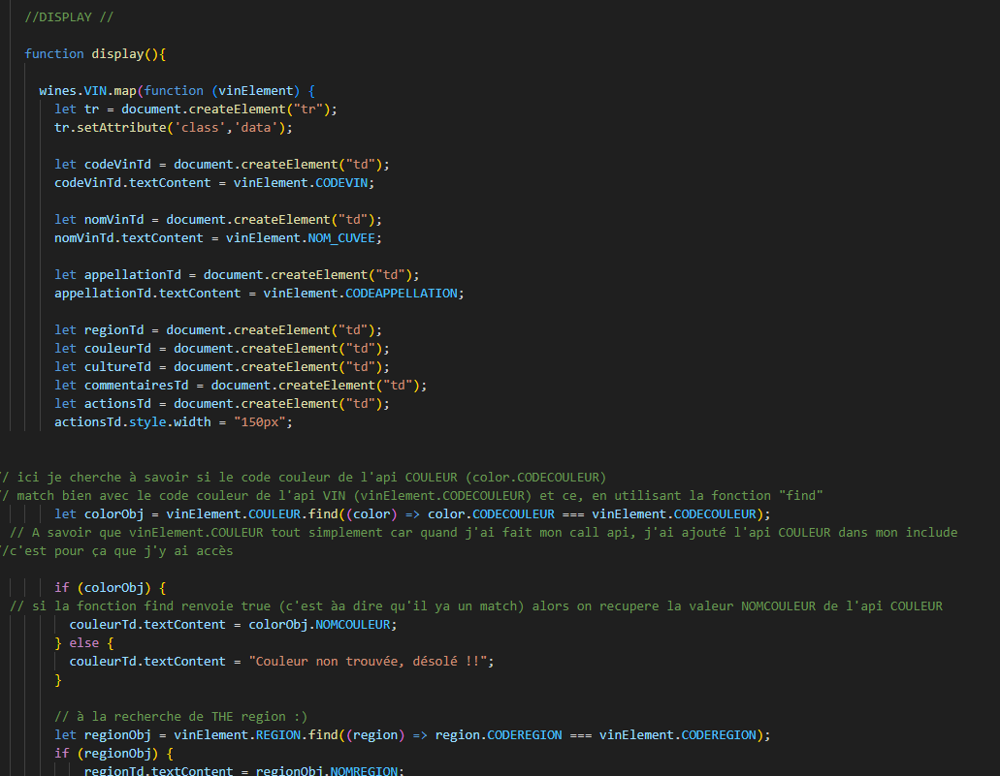 //DISPLAY //
function display(){
wines.VIN.map(function (vinElement) {
let tr = document.createElement("tr");
tr.setAttribute('class','data');
let codeVinTd = document.createElement("td");
codeVinTd.textContent = vinElement.CODEVIN;
let nomVinTd = document.createElement("td");
nomVinTd.textContent = vinElement.NOM_CUVEE;
let appellationTd = document.createElement("td");
appellationTd.textContent = vinElement.CODEAPPELLATION;
let regionTd = document.createElement("td");
let couleurTd = document.createElement("td");
let cultureTd = document.createElement("td");
let commentairesTd = document.createElement("td");
let actionsTd = document.createElement("td");
actionsTd.style.width = "150px";
// ici je cherche à savoir si le code couleur de l'api COULEUR (color.CODECOULEUR)
// match bien avec le code couleur de l'api VIN (vinElement.CODECOULEUR) et ce, en utilisant la fonction "find"
let colorObj = vinElement.COULEUR.find((color) => color.CODECOULEUR === vinElement.CODECOULEUR);
// A savoir que vinElement.COULEUR tout simplement car quand j'ai fait mon call api, j'ai ajouté l'api COULEUR dans mon include
//c'est pour ça que j'y ai accès
if (colorObj) {
// si la fonction find renvoie true (c'est àa dire qu'il ya un match) alors on recupere la valeur NOMCOULEUR de l'api COULEUR
couleurTd.textContent = colorObj.NOMCOULEUR;
} else {
couleurTd.textContent = "Couleur non trouvée, désolé !!";
}
// à la recherche de THE region :)
let regionObj = vinElement.REGION.find((region) => region.CODEREGION === vinElement.CODEREGION);
if (regionObj) {
regionTd.textContent = regionObj.NOMREGION;